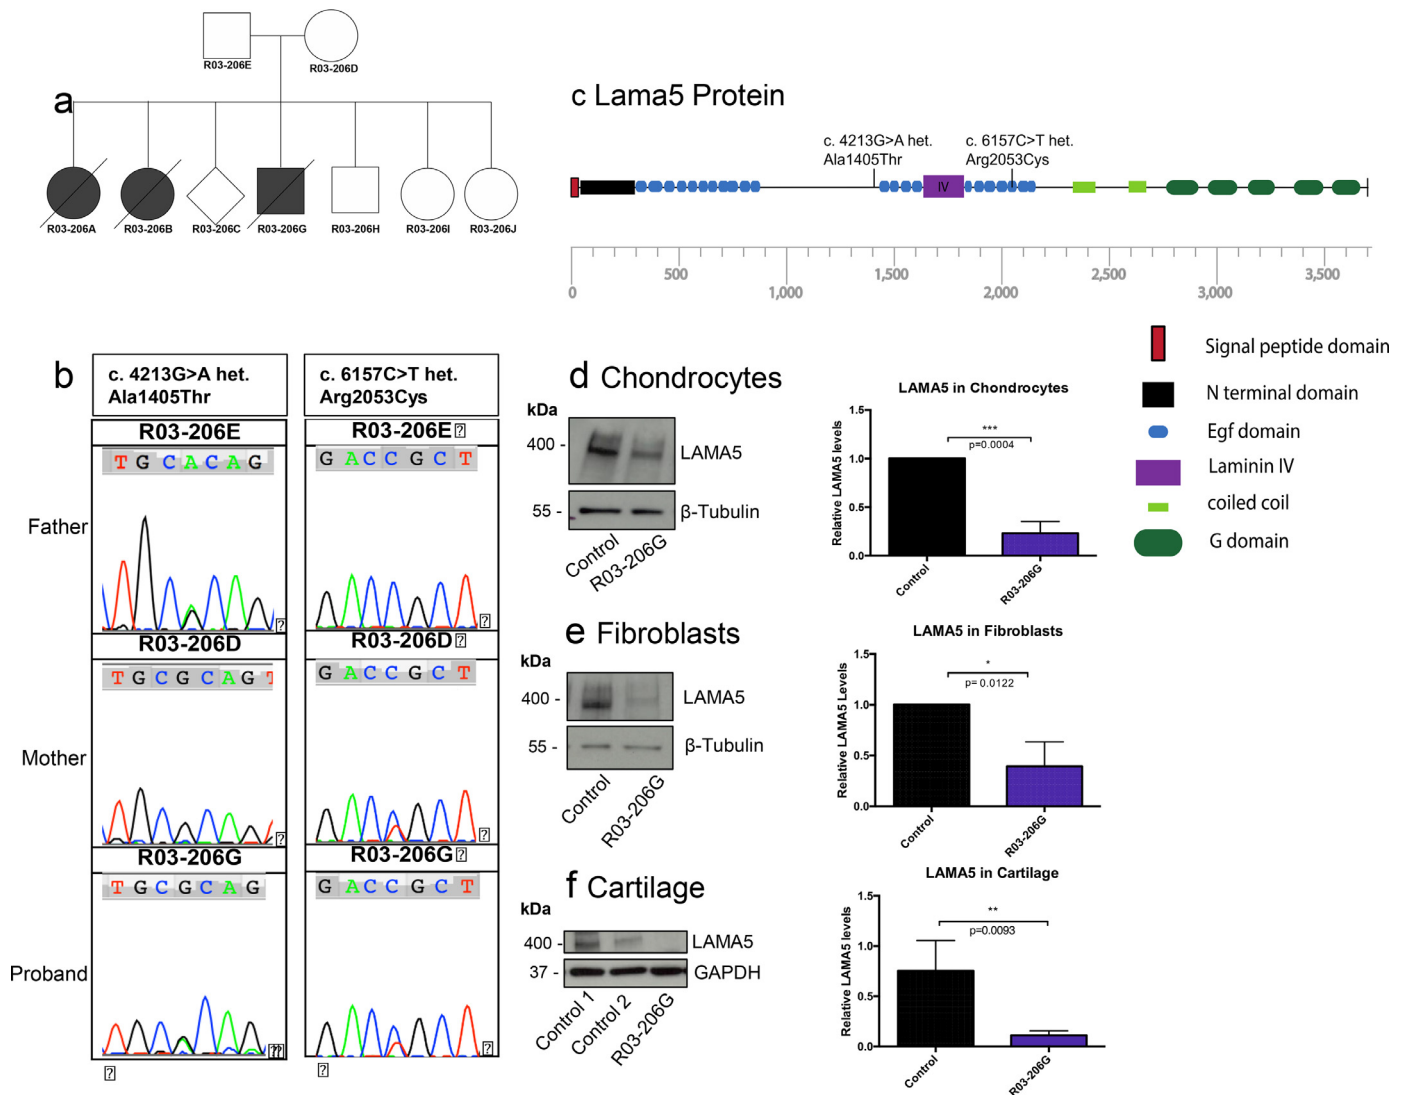 a
R03-206E
R03-206D
R03-206A
R03-206B
R03-206C
R03-206G
R03-206H
R03-206I
R03-206J
c Lama5 Protein
c. 4213G>A het.
Ala1405Thr
c. 6157C>T het.
Arg2053Cys
IV
0
500
1,000
1,500
2,000
2,500
3,000
3,500
Signal peptide domain
N terminal domain
Egf domain
Laminin IV
coiled coil
G domain
b
c. 4213G>A het.
Ala1405Thr
c. 6157C>T het.
Arg2053Cys
Father
R03-206E
T G C A C A G
R03-206E
G A C C G C T
Mother
R03-206D
T G C G C A G T
R03-206D
G A C C G C T
Proband
R03-206G
T G C G C A G
R03-206G
G A C C G C T
d Chondrocytes
kDa
400 -
LAMA5
55 -
β-Tubulin
Control
R03-206G
LAMA5 in Chondrocytes
Relative LAMA5 levels
1.5
1.0
0.5
0.0
***
p=0.0004
Control
R03-206G
e Fibroblasts
kDa
400 -
LAMA5
55 -
β-Tubulin
Control
R03-206G
LAMA5 in Fibroblasts
Relative LAMA5 Levels
1.5
1.0
0.5
0.0
*
p= 0.0122
Control
R03-206G
f Cartilage
kDa
400 -
LAMA5
37 -
GAPDH
Control 1
Control 2
R03-206G
LAMA5 in Cartilage
Relative LAMA5 levels
1.5
1.0
0.5
0.0
**
p=0.0093
Control
R03-206G